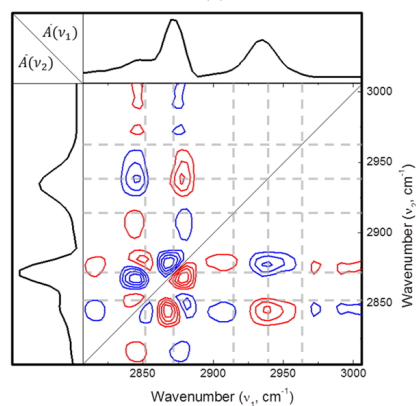 Ã(ν₁)
Ã(ν₂)
3000
2950
2900
2850
Wavenumber (ν₂, cm⁻¹)
2850 2900 2950 3000
Wavenumber (ν₁, cm⁻¹)